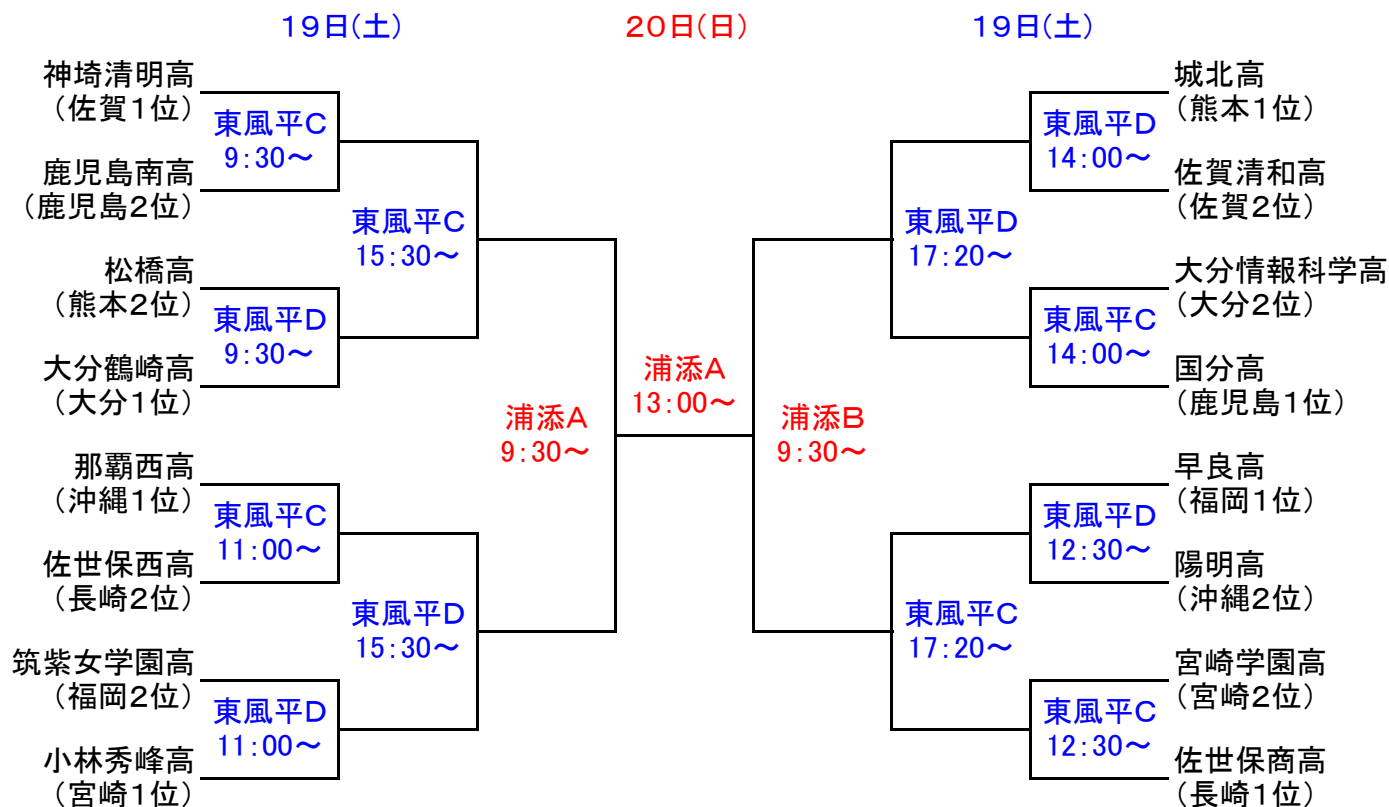 19日(土)
20日(日)
19日(土)
神埼清明高
(佐賀1位)
東風平C
9:30～
鹿児島南高
(鹿児島2位)
東風平C
15:30～
松橋高
(熊本2位)
東風平D
9:30～
大分鶴崎高
(大分1位)
浦添A
9:30～
那覇西高
(沖縄1位)
東風平C
11:00～
佐世保西高
(長崎2位)
東風平D
15:30～
筑紫女学園高
(福岡2位)
東風平D
11:00～
小林秀峰高
(宮崎1位)
浦添A
13:00～
城北高
(熊本1位)
東風平D
14:00～
佐賀清和高
(佐賀2位)
東風平D
17:20～
大分情報科学高
(大分2位)
東風平C
14:00～
国分高
(鹿児島1位)
浦添B
9:30～
早良高
(福岡1位)
東風平D
12:30～
陽明高
(沖縄2位)
東風平C
17:20～
宮崎学園高
(宮崎2位)
東風平C
12:30～
佐世保商高
(長崎1位)